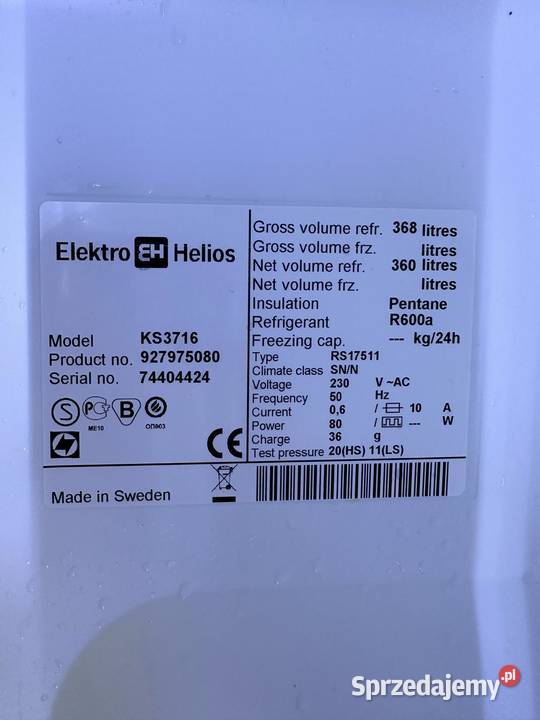 Elektro EH Helios
Model KS3716
Product no. 927975080
Serial no. 74404424
S PC B
ME10 ОП003
CE
Made in Sweden
Gross volume refr. 368 litres
Gross volume frz. litres
Net volume refr. 360 litres
Net volume frz. litres
Insulation Pentane
Refrigerant R600a
Freezing cap. --- kg/24h
Type RS17511
Climate class SN/N
Voltage 230 V ~AC
Frequency 50 Hz
Current 0,6 / 10 A
Power 80 / --- W
Charge 36 g
Test pressure 20(HS) 11(LS)
Sprzedajemy.pl